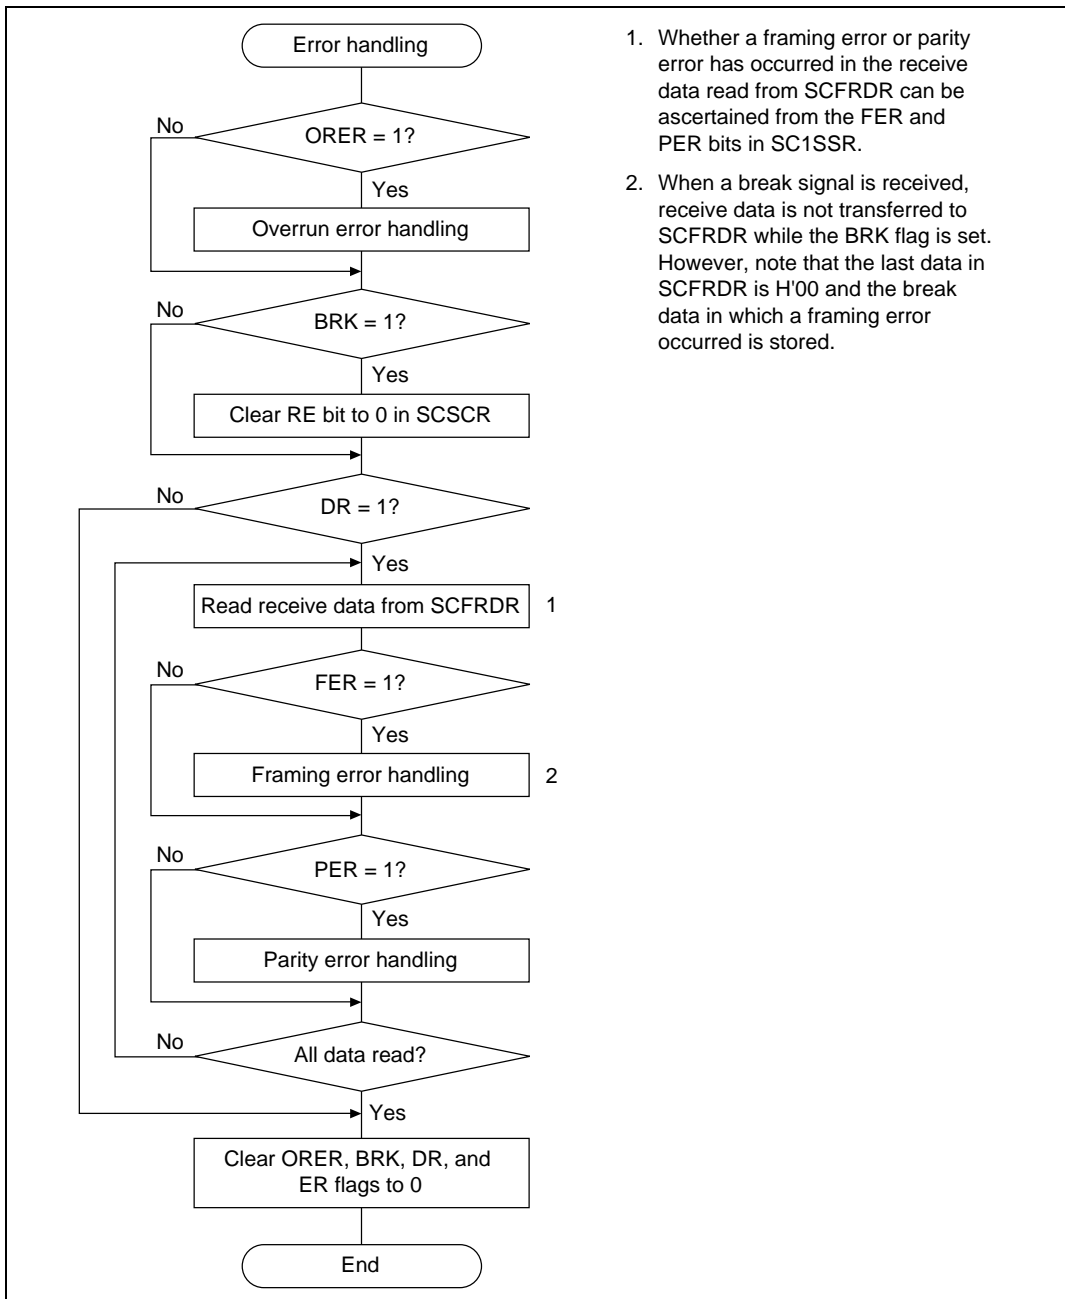 Error handling
No
ORER = 1?
Yes
Overrun error handling
No
BRK = 1?
Yes
Clear RE bit to 0 in SCSCR
No
DR = 1?
Yes
Read receive data from SCFRDR 1
No
FER = 1?
Yes
Framing error handling 2
No
PER = 1?
Yes
Parity error handling
No
All data read?
Yes
Clear ORER, BRK, DR, and
ER flags to 0
End
1. Whether a framing error or parity
error has occurred in the receive
data read from SCFRDR can be
ascertained from the FER and
PER bits in SC1SSR.
2. When a break signal is received,
receive data is not transferred to
SCFRDR while the BRK flag is set.
However, note that the last data in
SCFRDR is H'00 and the break
data in which a framing error
occurred is stored.